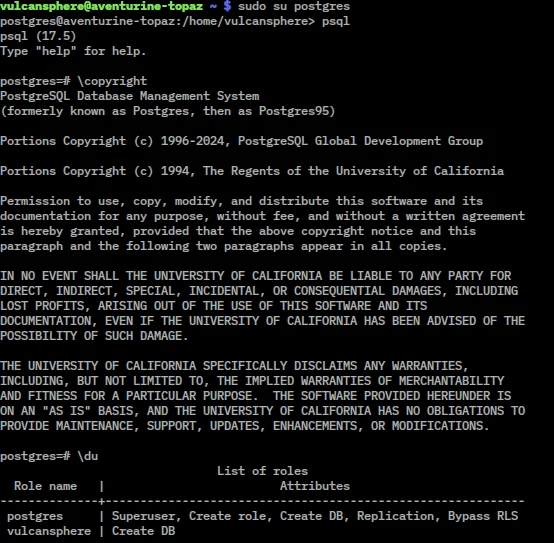 vulcansphere@aventurine-topaz ~ $ sudo su postgres
postgres@aventurine-topaz:/home/vulcansphere> psql
psql (17.5)
Type "help" for help.

postgres=# \copyright
PostgreSQL Database Management System
(formerly known as Postgres, then as Postgres95)

Portions Copyright (c) 1996-2024, PostgreSQL Global Development Group

Portions Copyright (c) 1994, The Regents of the University of California

Permission to use, copy, modify, and distribute this software and its
documentation for any purpose, without fee, and without a written agreement
is hereby granted, provided that the above copyright notice and this
paragraph and the following two paragraphs appear in all copies.

IN NO EVENT SHALL THE UNIVERSITY OF CALIFORNIA BE LIABLE TO ANY PARTY FOR
DIRECT, INDIRECT, SPECIAL, INCIDENTAL, OR CONSEQUENTIAL DAMAGES, INCLUDING
LOST PROFITS, ARISING OUT OF THE USE OF THIS SOFTWARE AND ITS
DOCUMENTATION, EVEN IF THE UNIVERSITY OF CALIFORNIA HAS BEEN ADVISED OF THE
POSSIBILITY OF SUCH DAMAGE.

THE UNIVERSITY OF CALIFORNIA SPECIFICALLY DISCLAIMS ANY WARRANTIES,
INCLUDING, BUT NOT LIMITED TO, THE IMPLIED WARRANTIES OF MERCHANTABILITY
AND FITNESS FOR A PARTICULAR PURPOSE.  THE SOFTWARE PROVIDED HEREUNDER IS
ON AN "AS IS" BASIS, AND THE UNIVERSITY OF CALIFORNIA HAS NO OBLIGATIONS TO
PROVIDE MAINTENANCE, SUPPORT, UPDATES, ENHANCEMENTS, OR MODIFICATIONS.

postgres=# \du
                               List of roles
  Role name   |                         Attributes
--------------+------------------------------------------------------------
 postgres     | Superuser, Create role, Create DB, Replication, Bypass RLS
 vulcansphere | Create DB